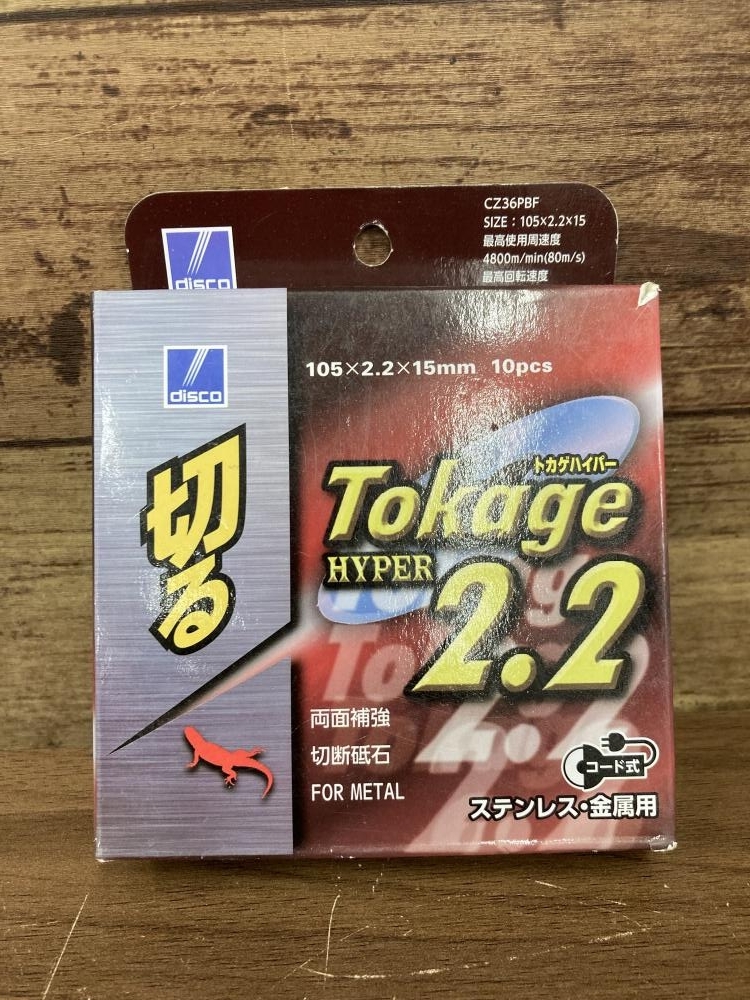 CZ36PBF
SIZE：105×2.2×15
最高使用周速度
4800m/min(80m/s)
最高回転速度
disco
disco
105×2.2×15mm 10pcs
切る
トカゲハイパー
Tokage
HYPER
2.2
両面補強
切断砥石
FOR METAL
コード式
ステンレス・金属用